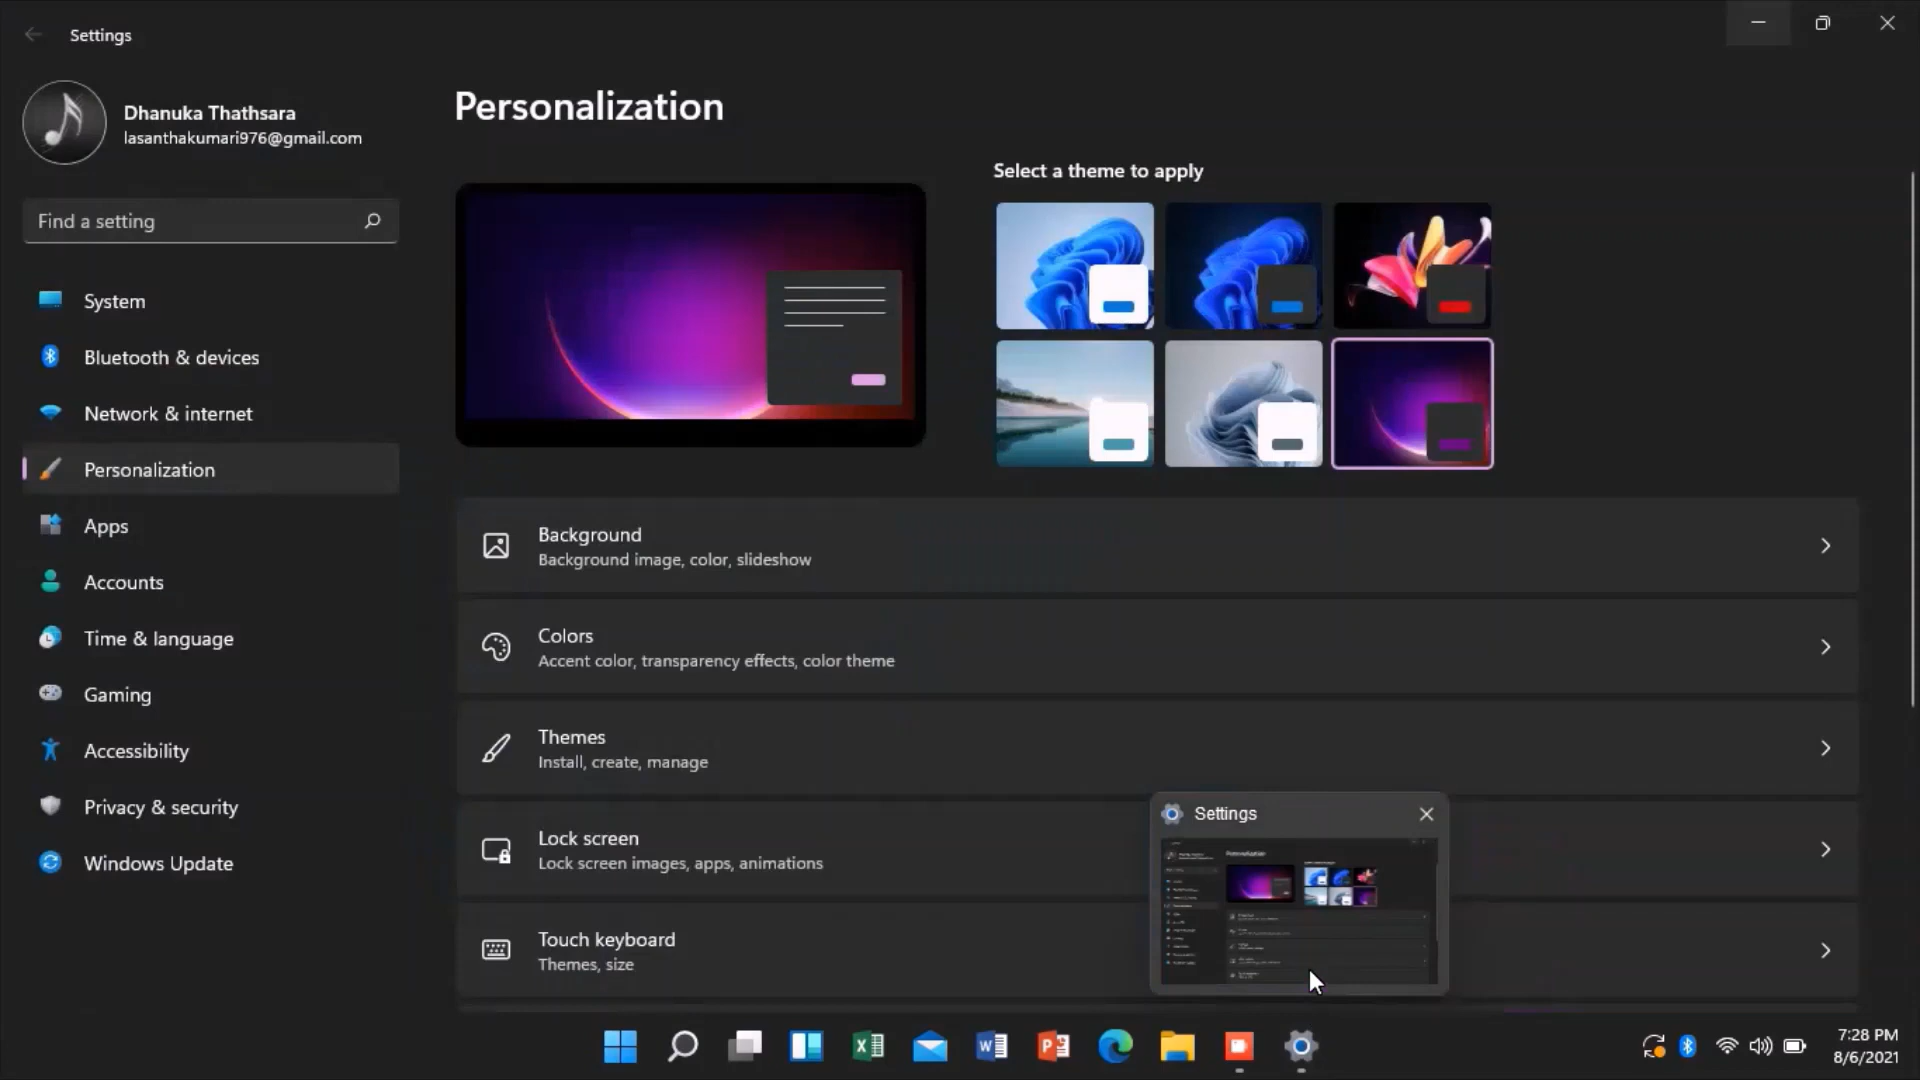 Settings
Dhanuka Thathsara
lasanthakumari976@gmail.com
Find a setting
System
Bluetooth & devices
Network & internet
Personalization
Apps
Accounts
Time & language
Gaming
Accessibility
Privacy & security
Windows Update
Personalization
Select a theme to apply
Background
Background image, color, slideshow
Colors
Accent color, transparency effects, color theme
Themes
Install, create, manage
Lock screen
Lock screen images, apps, animations
Touch keyboard
Themes, size
Settings
Personalization
7:28 PM
8/6/2021